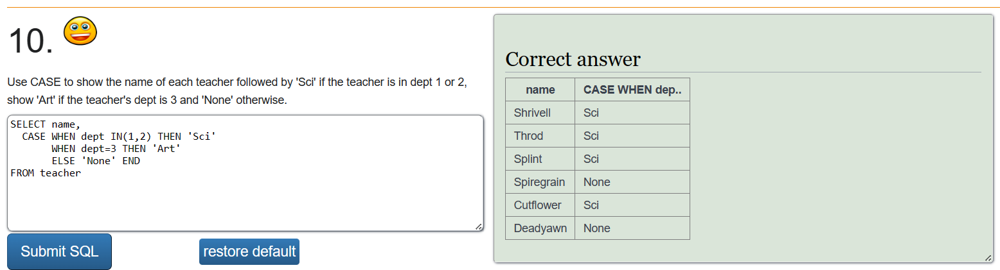 10.
Use CASE to show the name of each teacher followed by 'Sci' if the teacher is in dept 1 or 2,
show 'Art' if the teacher's dept is 3 and 'None' otherwise.
SELECT name,
  CASE WHEN dept IN(1,2) THEN 'Sci'
       WHEN dept=3 THEN 'Art'
       ELSE 'None' END
FROM teacher
Submit SQL
restore default
Correct answer
name CASE WHEN dep..
Shrivell Sci
Throd Sci
Splint Sci
Spiregrain None
Cutflower Sci
Deadyawn None